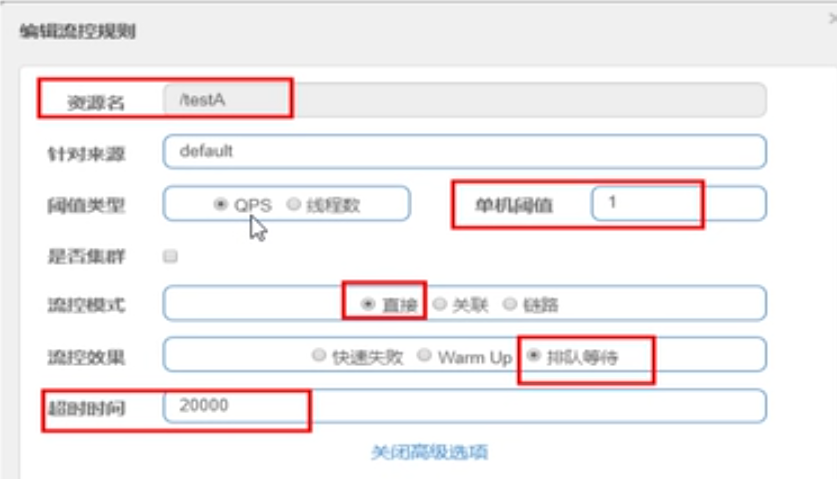 编辑流控规则
资源名 /testA
针对来源 default
阈值类型 QPS 线程数 单机阈值 1
是否集群
流控模式 直接 关联 链路
流控效果 快速失败 Warm Up 排队等待
超时时间 20000
关闭高级选项